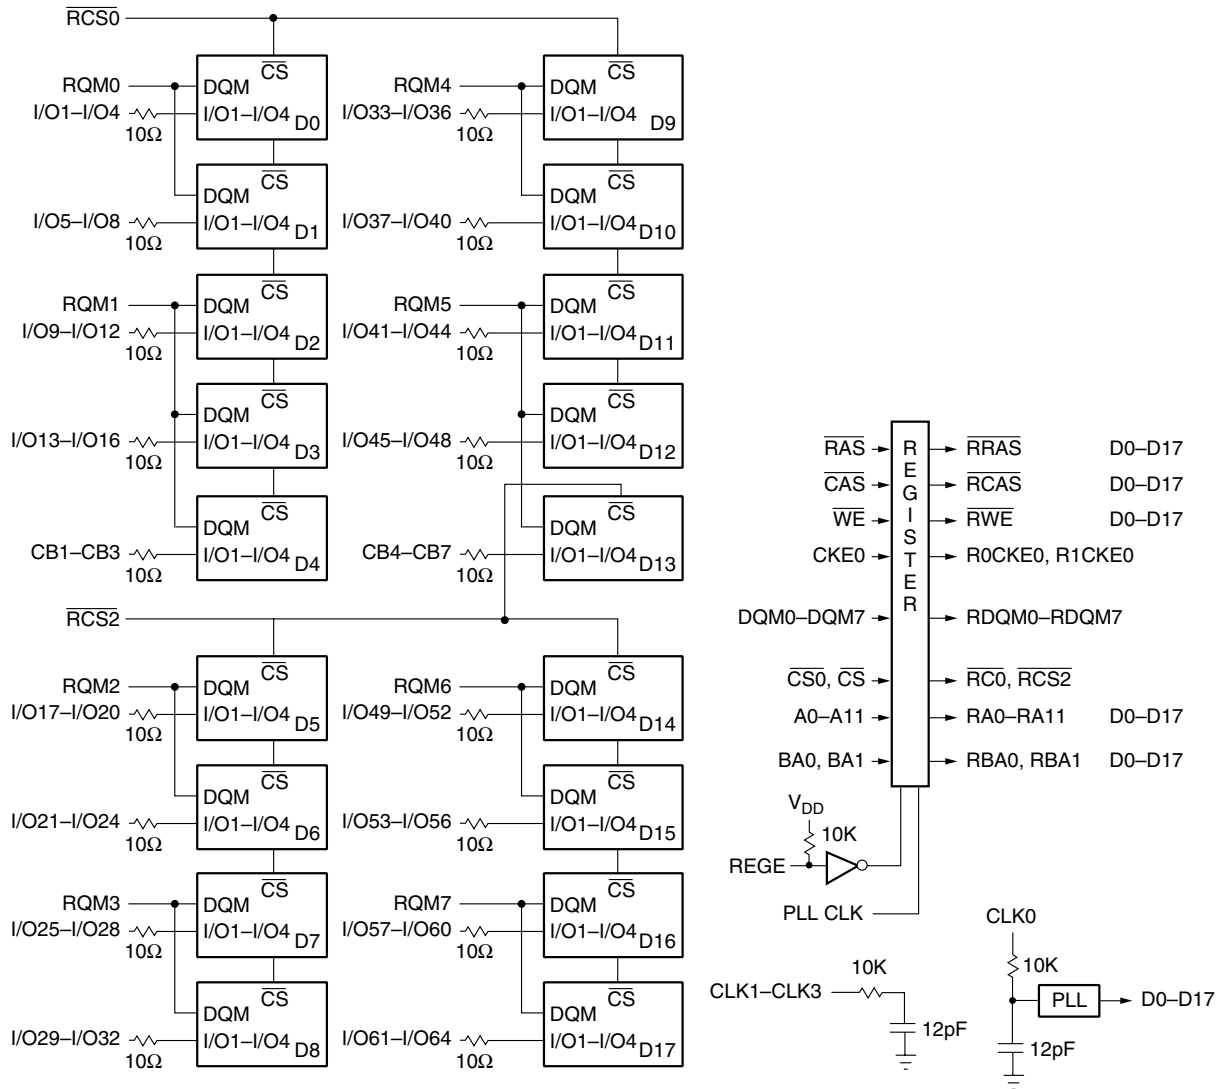 RCS0
RQM0 DQM CS
I/O1–I/O4 10Ω I/O1–I/O4 D0
RQM4 DQM CS
I/O33–I/O36 10Ω I/O1–I/O4 D9
DQM CS
I/O5–I/O8 10Ω I/O1–I/O4 D1
DQM CS
I/O37–I/O40 10Ω I/O1–I/O4 D10
RQM1 DQM CS
I/O9–I/O12 10Ω I/O1–I/O4 D2
RQM5 DQM CS
I/O41–I/O44 10Ω I/O1–I/O4 D11
DQM CS
I/O13–I/O16 10Ω I/O1–I/O4 D3
DQM CS
I/O45–I/O48 10Ω I/O1–I/O4 D12
DQM CS
CB1–CB3 10Ω I/O1–I/O4 D4
DQM CS
CB4–CB7 10Ω I/O1–I/O4 D13
RCS2
RQM2 DQM CS
I/O17–I/O20 10Ω I/O1–I/O4 D5
RQM6 DQM CS
I/O49–I/O52 10Ω I/O1–I/O4 D14
DQM CS
I/O21–I/O24 10Ω I/O1–I/O4 D6
DQM CS
I/O53–I/O56 10Ω I/O1–I/O4 D15
RQM3 DQM CS
I/O25–I/O28 10Ω I/O1–I/O4 D7
RQM7 DQM CS
I/O57–I/O60 10Ω I/O1–I/O4 D16
DQM CS
I/O29–I/O32 10Ω I/O1–I/O4 D8
DQM CS
I/O61–I/O64 10Ω I/O1–I/O4 D17
REGISTER
RAS RRAS D0–D17
CAS RCAS D0–D17
WE RWE D0–D17
CKE0 R0CKE0, R1CKE0
DQM0–DQM7 RDQM0–RDQM7
CS0, CS RC0, RCS2
A0–A11 RA0–RA11 D0–D17
BA0, BA1 RBA0, RBA1 D0–D17
VDD
10K
REGE
PLL CLK
CLK1–CLK3 10K
12pF
CLK0
10K
PLL D0–D17
12pF